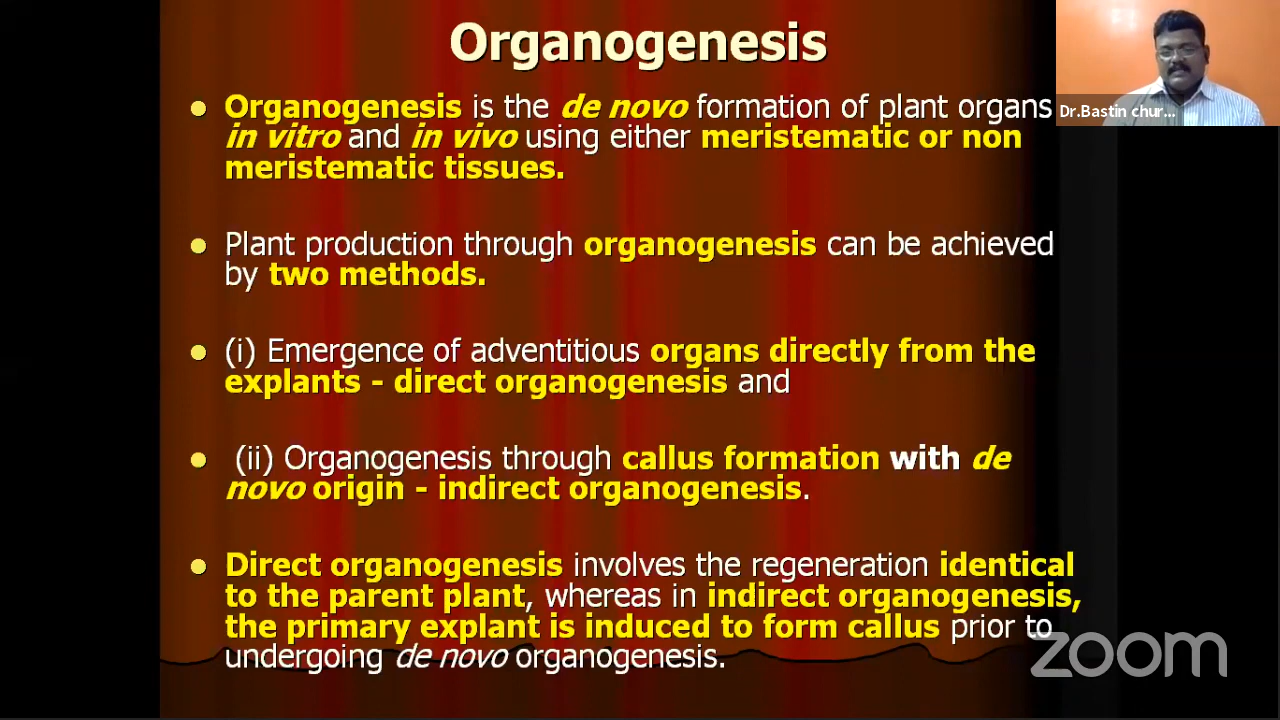 Organogenesis
Organogenesis is the de novo formation of plant organs
in vitro and in vivo using either meristematic or non
meristematic tissues.
Plant production through organogenesis can be achieved
by two methods.
(i) Emergence of adventitious organs directly from the
explants - direct organogenesis and
(ii) Organogenesis through callus formation with de
novo origin - indirect organogenesis.
Direct organogenesis involves the regeneration identical
to the parent plant, whereas in indirect organogenesis,
the primary explant is induced to form callus prior to
undergoing de novo organogenesis.
Dr.Bastin chur...
zoom